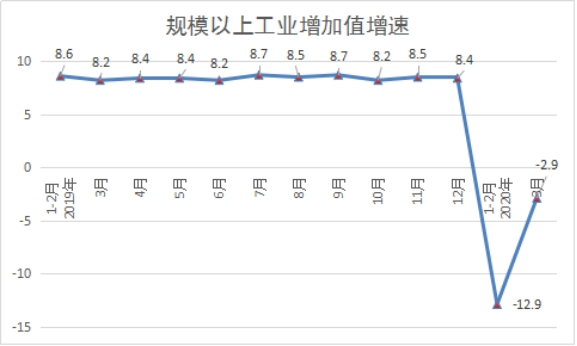 规模以上工业增加值增速
10
5
0
-5
-10
-15
8.6
8.2
8.4
8.4
8.2
8.7
8.5
8.7
8.2
8.5
8.4
-12.9
-2.9
1-2月
2019年
3月
4月
5月
6月
7月
8月
9月
10月
11月
12月
1-2月
2020年
3月